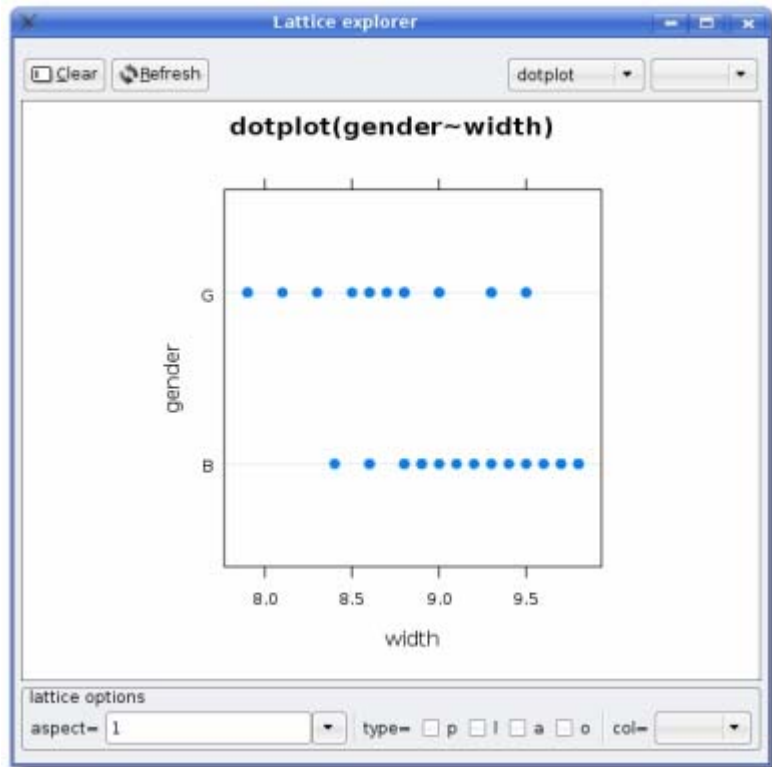 Lattice explorer
Clear Refresh dotplot
dotplot(gender~width)
G
gender
B
8.0 8.5 9.0 9.5
width
lattice options
aspect= 1 type= p l a o col=